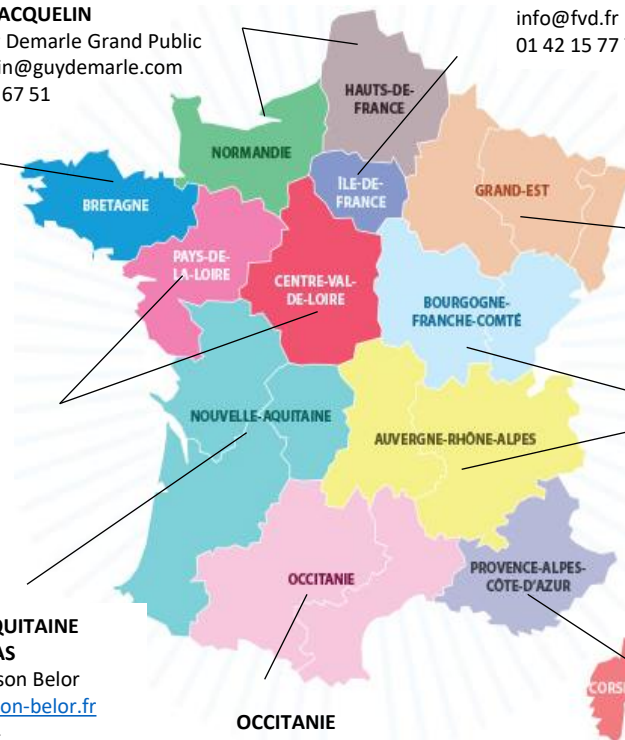 ACQUELIN
Demarle Grand Public
in@guydemarle.com
67 51
info@fvd.fr
01 42 15 77
HAUTS-DE-
FRANCE
NORMANDIE
ÎLE-DE-
FRANCE
GRAND-EST
BRETAGNE
PAYS-DE-
LA-LOIRE
CENTRE-VAL-
DE-LOIRE
BOURGOGNE-
FRANCHE-COMTÉ
NOUVELLE-AQUITAINE
AUVERGNE-RHÔNE-ALPES
OCCITANIE
PROVENCE-ALPES-
CÔTE-D'AZUR
QUITAINE
AS
son Belor
on-belor.fr
CORS
OCCITANIE